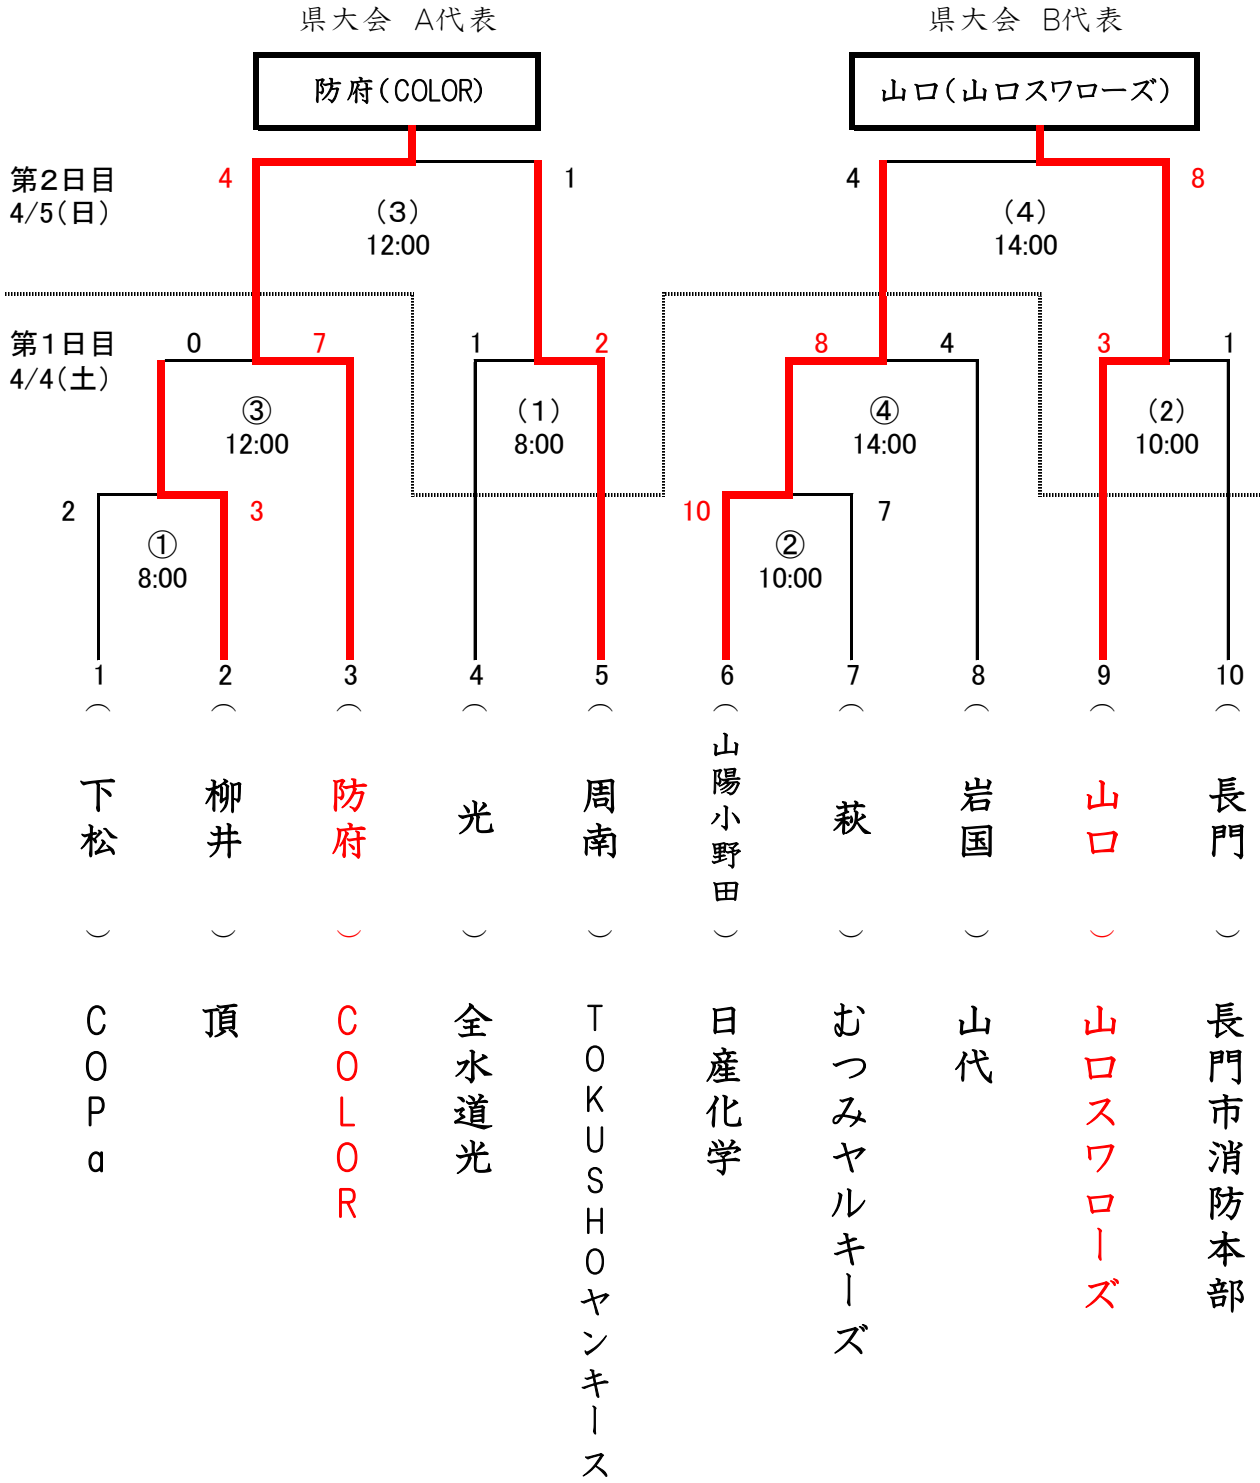 県大会 A代表
県大会 B代表
防府(COLOR)
山口(山口スワローズ)
第2日目
4/5(日)
4
1
4
8
(3)
12:00
(4)
14:00
第1日目
4/4(土)
0
7
1
2
8
4
3
1
③
12:00
(1)
8:00
④
14:00
(2)
10:00
2
3
10
7
①
8:00
②
10:00
1
2
3
4
5
6
7
8
9
10
(下松)
COPa
(柳井)
頂
(防府)
COLOR
(光)
全水道光
(周南)
TOKUSHOヤンキース
(山陽小野田)
日産化学
(萩)
むつみヤルキーズ
(岩国)
山代
(山口)
山口スワローズ
(長門)
長門市消防本部